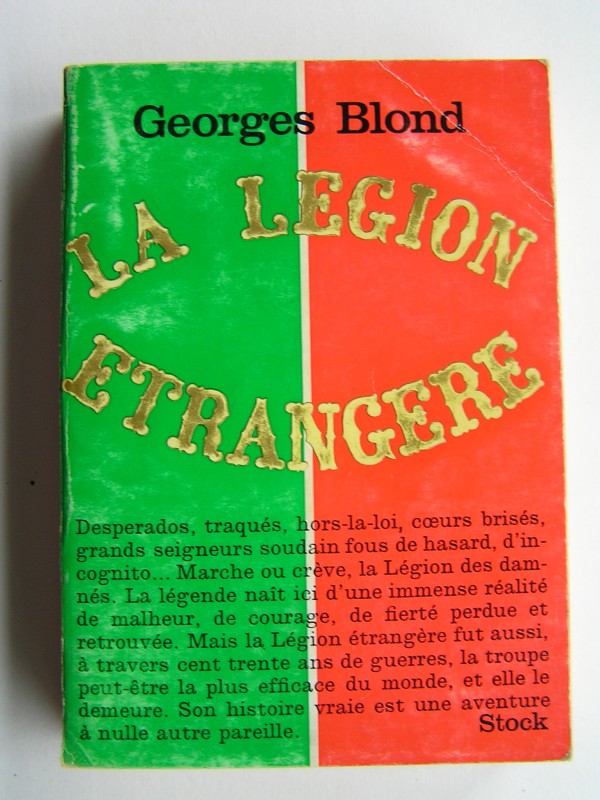 Georges Blond
LA LEGION
ETRANGERE
Desperados, traqués, hors-la-loi, cœurs brisés,
grands seigneurs soudain fous de hasard, d'in-
cognito... Marche ou crève, la Légion des dam-
nés. La légende naît ici d'une immense réalité
de malheur, de courage, de fierté perdue et
retrouvée. Mais la Légion étrangère fut aussi,
à travers cent trente ans de guerres, la troupe
peut-être la plus efficace du monde, et elle le
demeure. Son histoire vraie est une aventure
à nulle autre pareille.
Stock